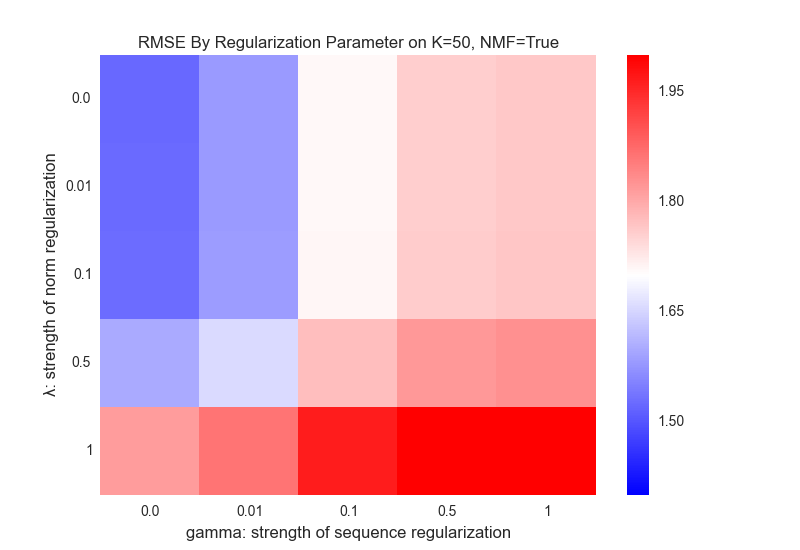 RMSE By Regularization Parameter on K=50, NMF=True
λ: strength of norm regularization
0.0
0.01
0.1
0.5
1
0.0 0.01 0.1 0.5 1
gamma: strength of sequence regularization
1.95
1.80
1.65
1.50